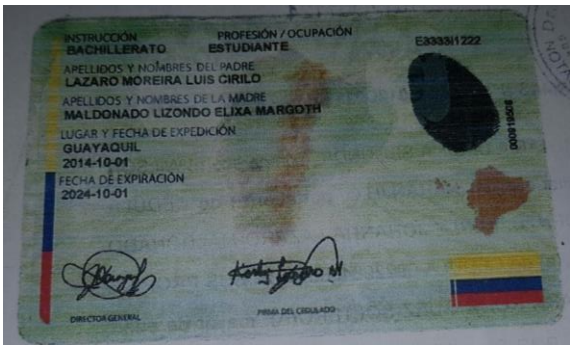 INSTRUCCIÓN PROFESIÓN / OCUPACIÓN
BACHILLERATO ESTUDIANTE E3333I1222
APELLIDOS Y NOMBRES DEL PADRE
LAZARO MOREIRA LUIS CIRILO
APELLIDOS Y NOMBRES DE LA MADRE
MALDONADO LIZONDO ELIXA MARGOTH
LUGAR Y FECHA DE EXPEDICIÓN
GUAYAQUIL
2014-10-01
FECHA DE EXPIRACIÓN
2024-10-01
DIRECTOR GENERAL FIRMA DEL CEDULADO